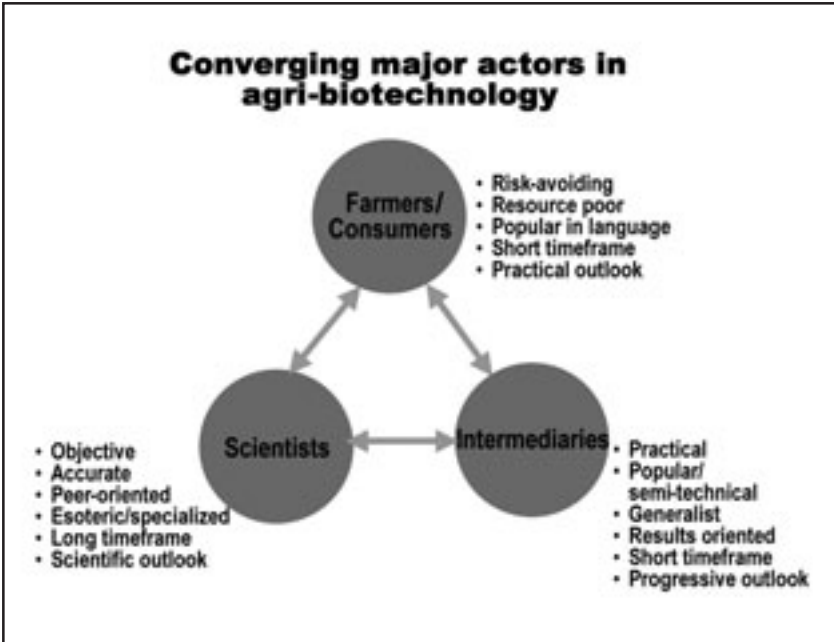 Converging major actors in
agri-biotechnology
Farmers/
Consumers
• Risk-avoiding
• Resource poor
• Popular in language
• Short timeframe
• Practical outlook
Scientists
• Objective
• Accurate
• Peer-oriented
• Esoteric/specialized
• Long timeframe
• Scientific outlook
Intermediaries
• Practical
• Popular/
semi-technical
• Generalist
• Results oriented
• Short timeframe
• Progressive outlook